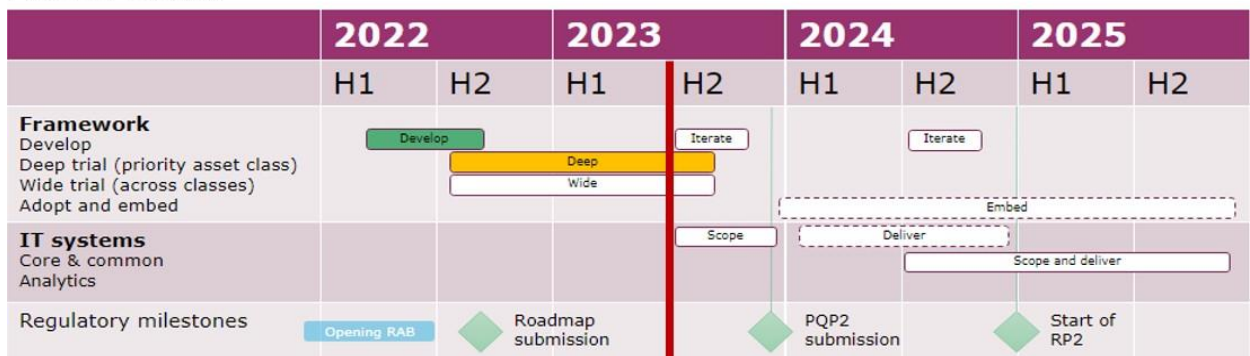 2022 2023 2024 2025
H1 H2 H1 H2 H1 H2 H1 H2
Framework
Develop
Develop Iterate Iterate
Deep trial (priority asset class)
Deep
Wide trial (across classes)
Wide
Adopt and embed
Embed
IT systems
Scope Deliver
Core & common
Scope and deliver
Analytics
Regulatory milestones
Opening RAB
Roadmap
submission
PQP2
submission
Start of
RP2